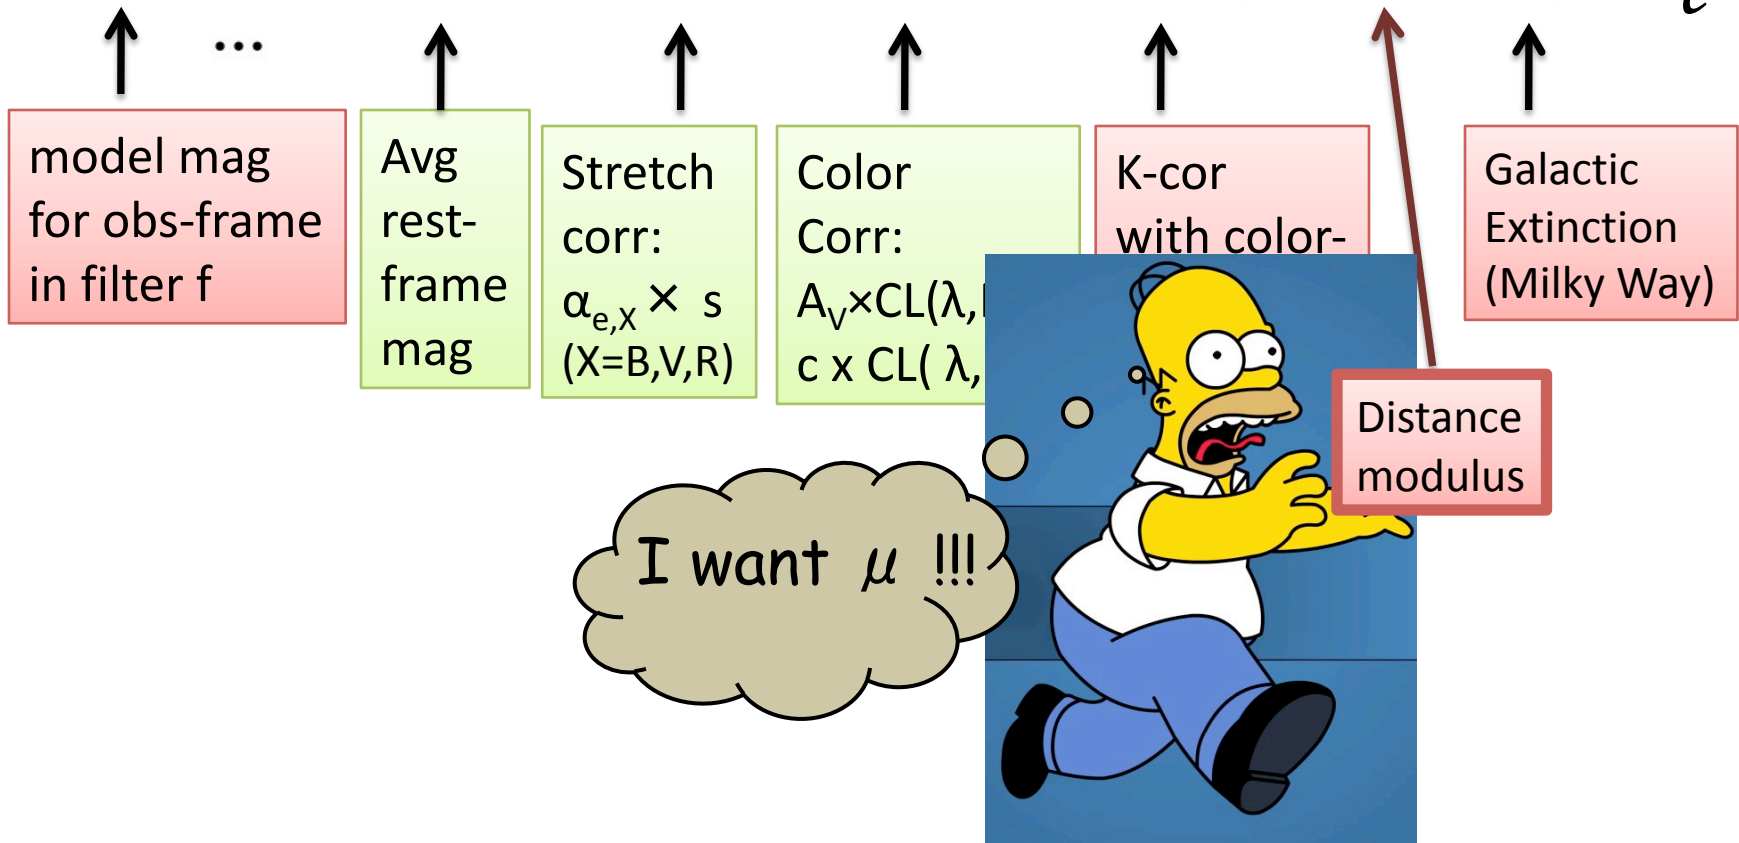 ...
model mag
for obs-frame
in filter f
Avg
rest-
frame
mag
Stretch
corr:
αe,X × s
(X=B,V,R)
Color
Corr:
AV×CL(λ,
c x CL( λ,
K-cor
with color-
Galactic
Extinction
(Milky Way)
Distance
modulus
I want μ !!!